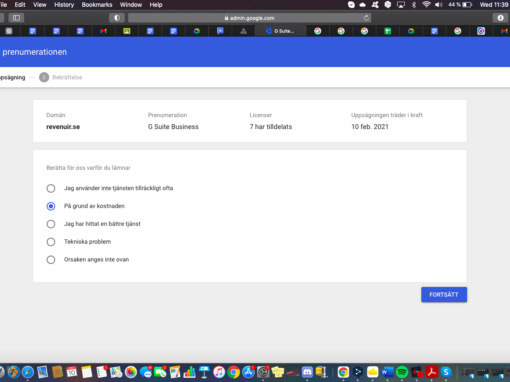 File Edit View History Bookmarks Window Help
44 % Wed 11:39
admin.google.com
G Suite...
prenumerationen
ppsägning 2 Bekräftelse
Domän Prenumeration Licenser Uppsägningen träder i kraft
revenuir.se G Suite Business 7 har tilldelats 10 feb. 2021
Berätta för oss varför du lämnar
Jag använder inte tjänsten tillräckligt ofta
På grund av kostnaden
Jag har hittat en bättre tjänst
Tekniska problem
Orsaken anges inte ovan
FORTSÄTT